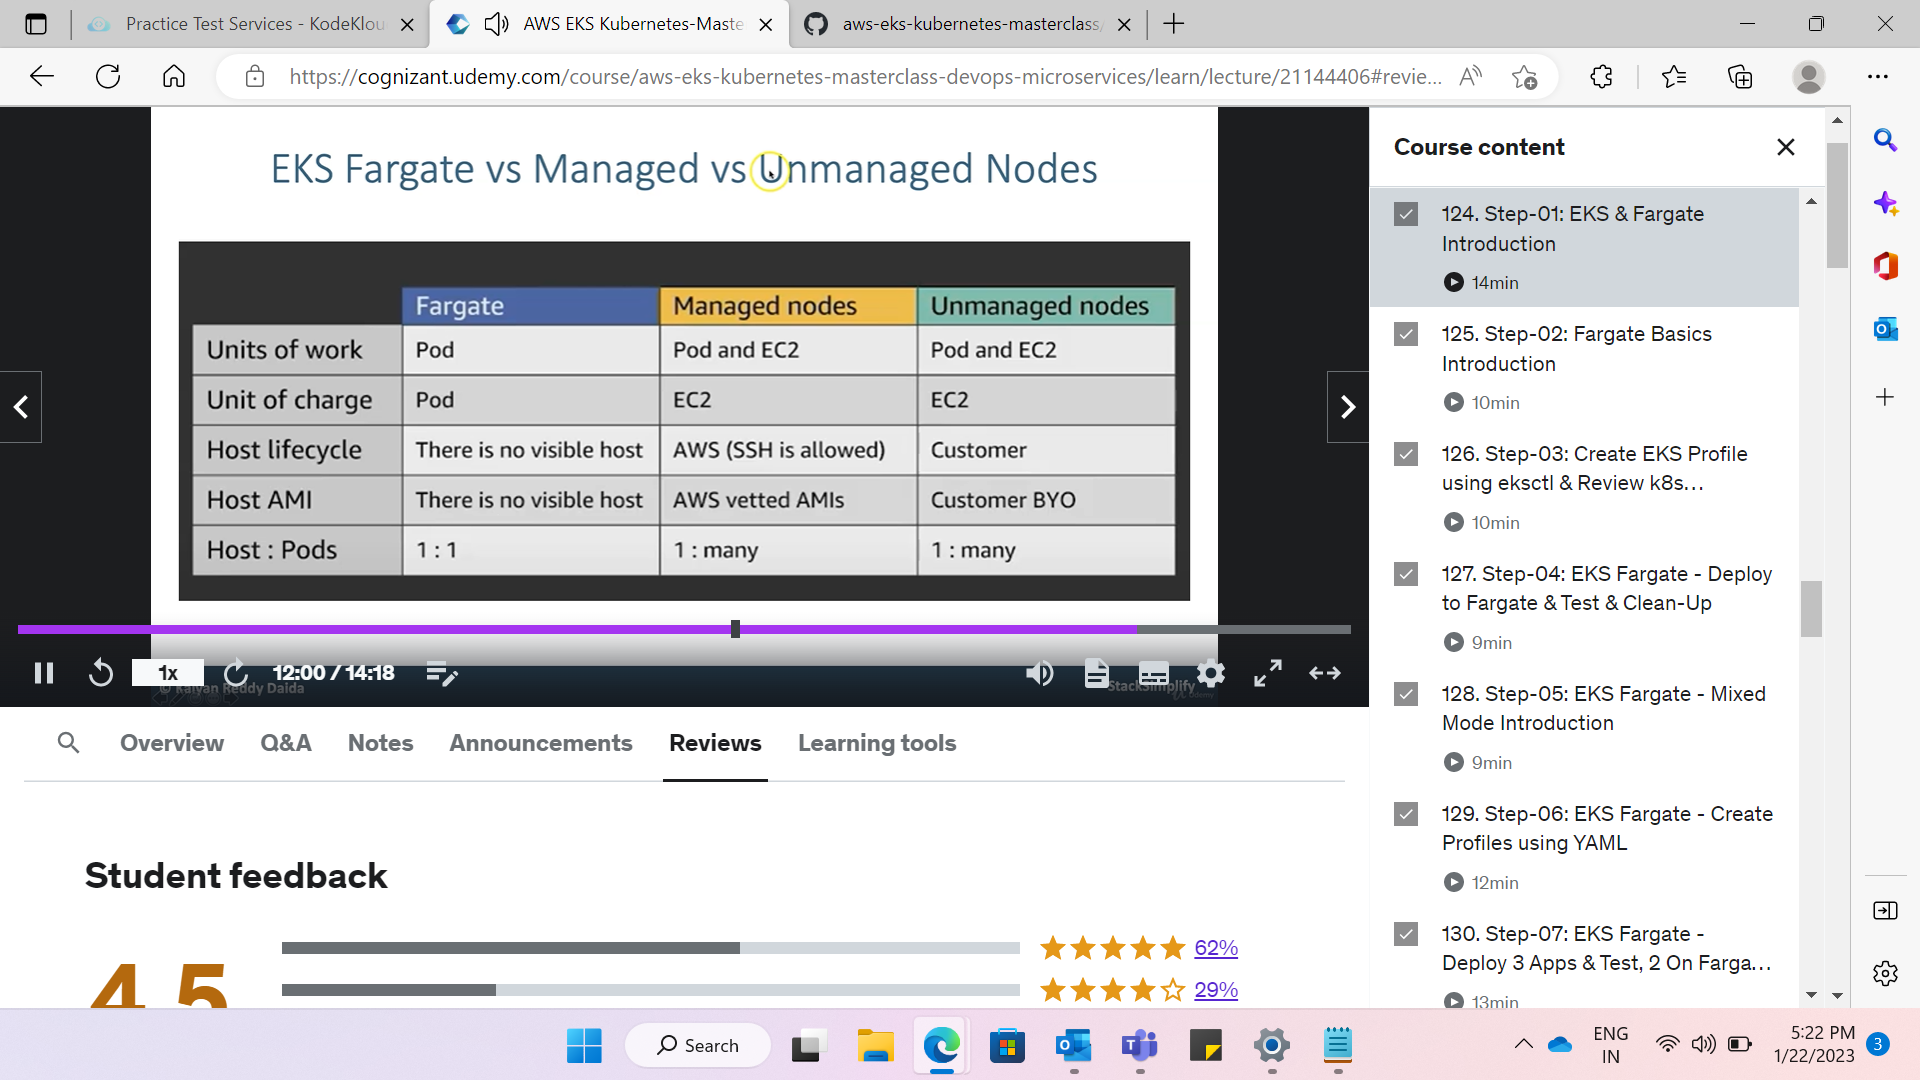 Practice Test Services - KodeKlou
AWS EKS Kubernetes-Maste
aws-eks-kubernetes-masterclass
https://cognizant.udemy.com/course/aws-eks-kubernetes-masterclass-devops-microservices/learn/lecture/21144406#revie...
EKS Fargate vs Managed vs Unmanaged Nodes
Fargate Managed nodes Unmanaged nodes
Units of work Pod Pod and EC2 Pod and EC2
Unit of charge Pod EC2 EC2
Host lifecycle There is no visible host AWS (SSH is allowed) Customer
Host AMI There is no visible host AWS vetted AMIs Customer BYO
Host : Pods 1 : 1 1 : many 1 : many
1x 12:00 / 14:18
© Kalyan Reddy Daida StackSimplify
Overview Q&A Notes Announcements Reviews Learning tools
Student feedback
4.5
62%
29%
Course content
124. Step-01: EKS & Fargate
Introduction
14min
125. Step-02: Fargate Basics
Introduction
10min
126. Step-03: Create EKS Profile
using eksctl & Review k8s...
10min
127. Step-04: EKS Fargate - Deploy
to Fargate & Test & Clean-Up
9min
128. Step-05: EKS Fargate - Mixed
Mode Introduction
9min
129. Step-06: EKS Fargate - Create
Profiles using YAML
12min
130. Step-07: EKS Fargate -
Deploy 3 Apps & Test, 2 On Farga...
13min
Search
ENG
IN
5:22 PM
1/22/2023
3